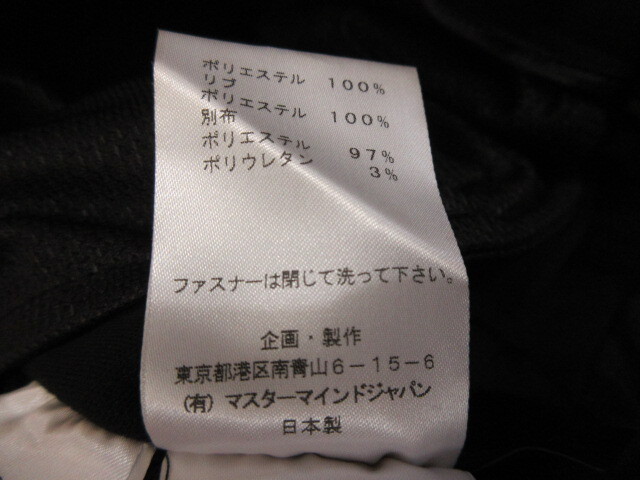 ポリエステル 100%
リブ
ポリエステル 100%
別布
ポリエステル 97%
ポリウレタン 3%
ファスナーは閉じて洗って下さい。
企画・製作
東京都港区南青山6-15-6
(有) マスターマインドジャパン
日本製